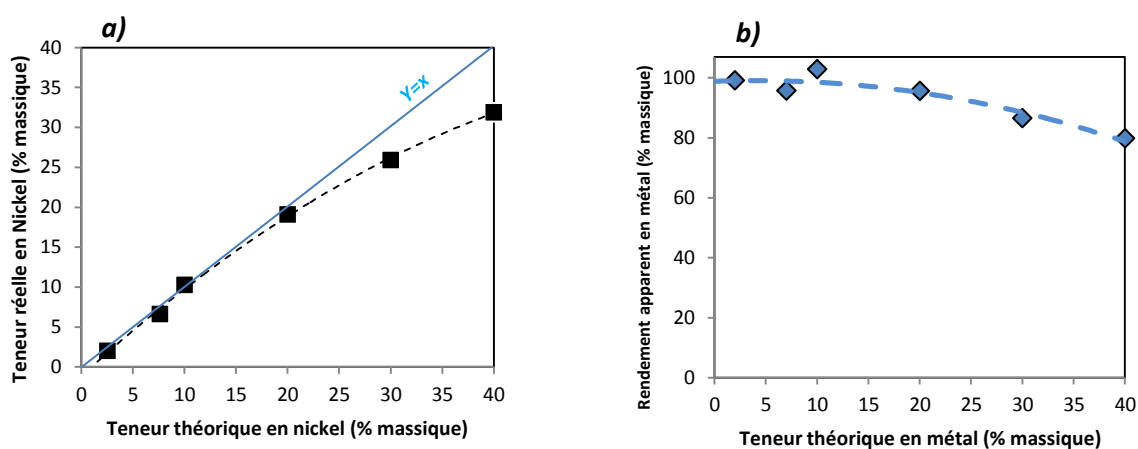 a)
40
35
30
25
20
15
10
5
0
Teneur réelle en Nickel (% massique)
Y=x
0 5 10 15 20 25 30 35 40
Teneur théorique en nickel (% massique)
b)
100
80
60
40
20
0
Rendement apparent en métal (% massique)
0 5 10 15 20 25 30 35 40
Teneur théorique en métal (% massique)